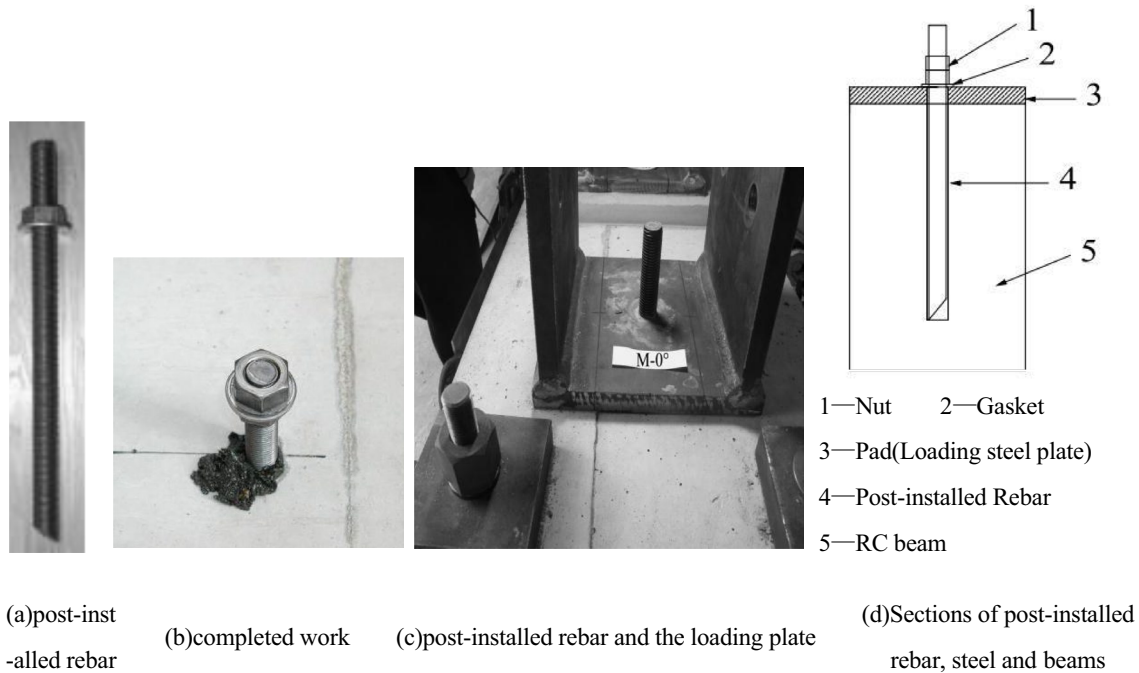 1
2
3
4
5
M-0°
1—Nut 2—Gasket
3—Pad(Loading steel plate)
4—Post-installed Rebar
5—RC beam
(a)post-inst
-alled rebar
(b)completed work
(c)post-installed rebar and the loading plate
(d)Sections of post-installed
rebar, steel and beams